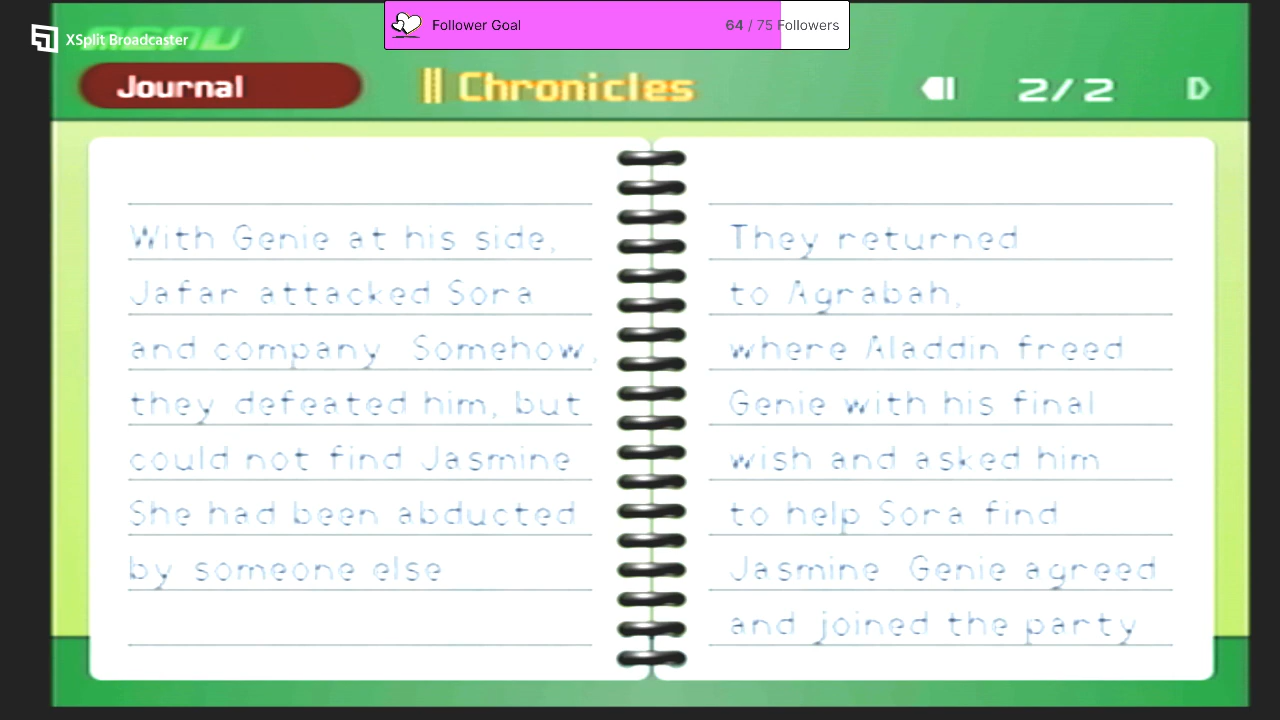 Follower Goal 64 / 75 Followers
XSplit Broadcaster
MENU
Journal Chronicles 2/2
With Genie at his side,
Jafar attacked Sora
and company. Somehow,
they defeated him, but
could not find Jasmine.
She had been abducted
by someone else.
They returned
to Agrabah,
where Aladdin freed
Genie with his final
wish and asked him
to help Sora find
Jasmine. Genie agreed
and joined the party.